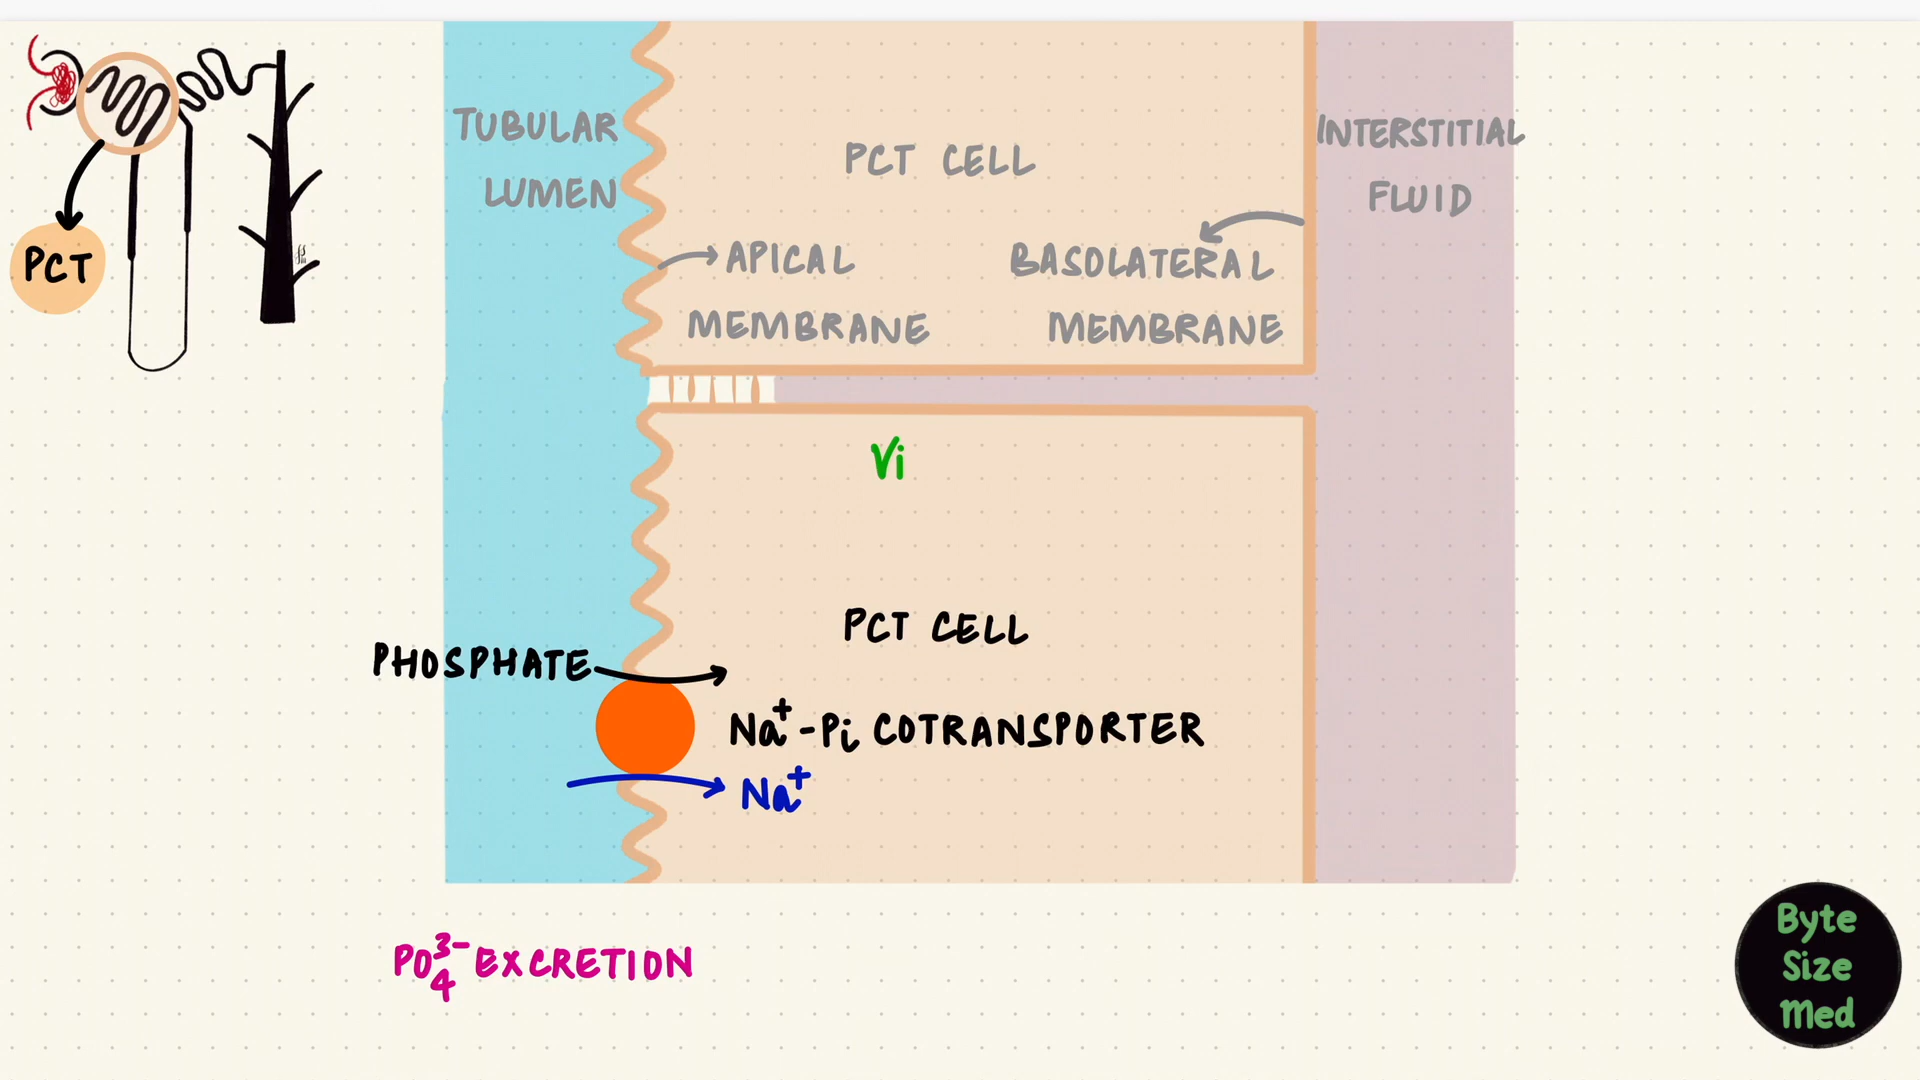 TUBULAR
LUMEN
PCT CELL
INTERSTITIAL
FLUID
APICAL
MEMBRANE
BASOLATERAL
MEMBRANE
PCT
Vi
PCT CELL
PHOSPHATE
Na⁺-Pi COTRANSPORTER
Na⁺
PO₄³⁻ EXCRETION
Byte
Size
Med